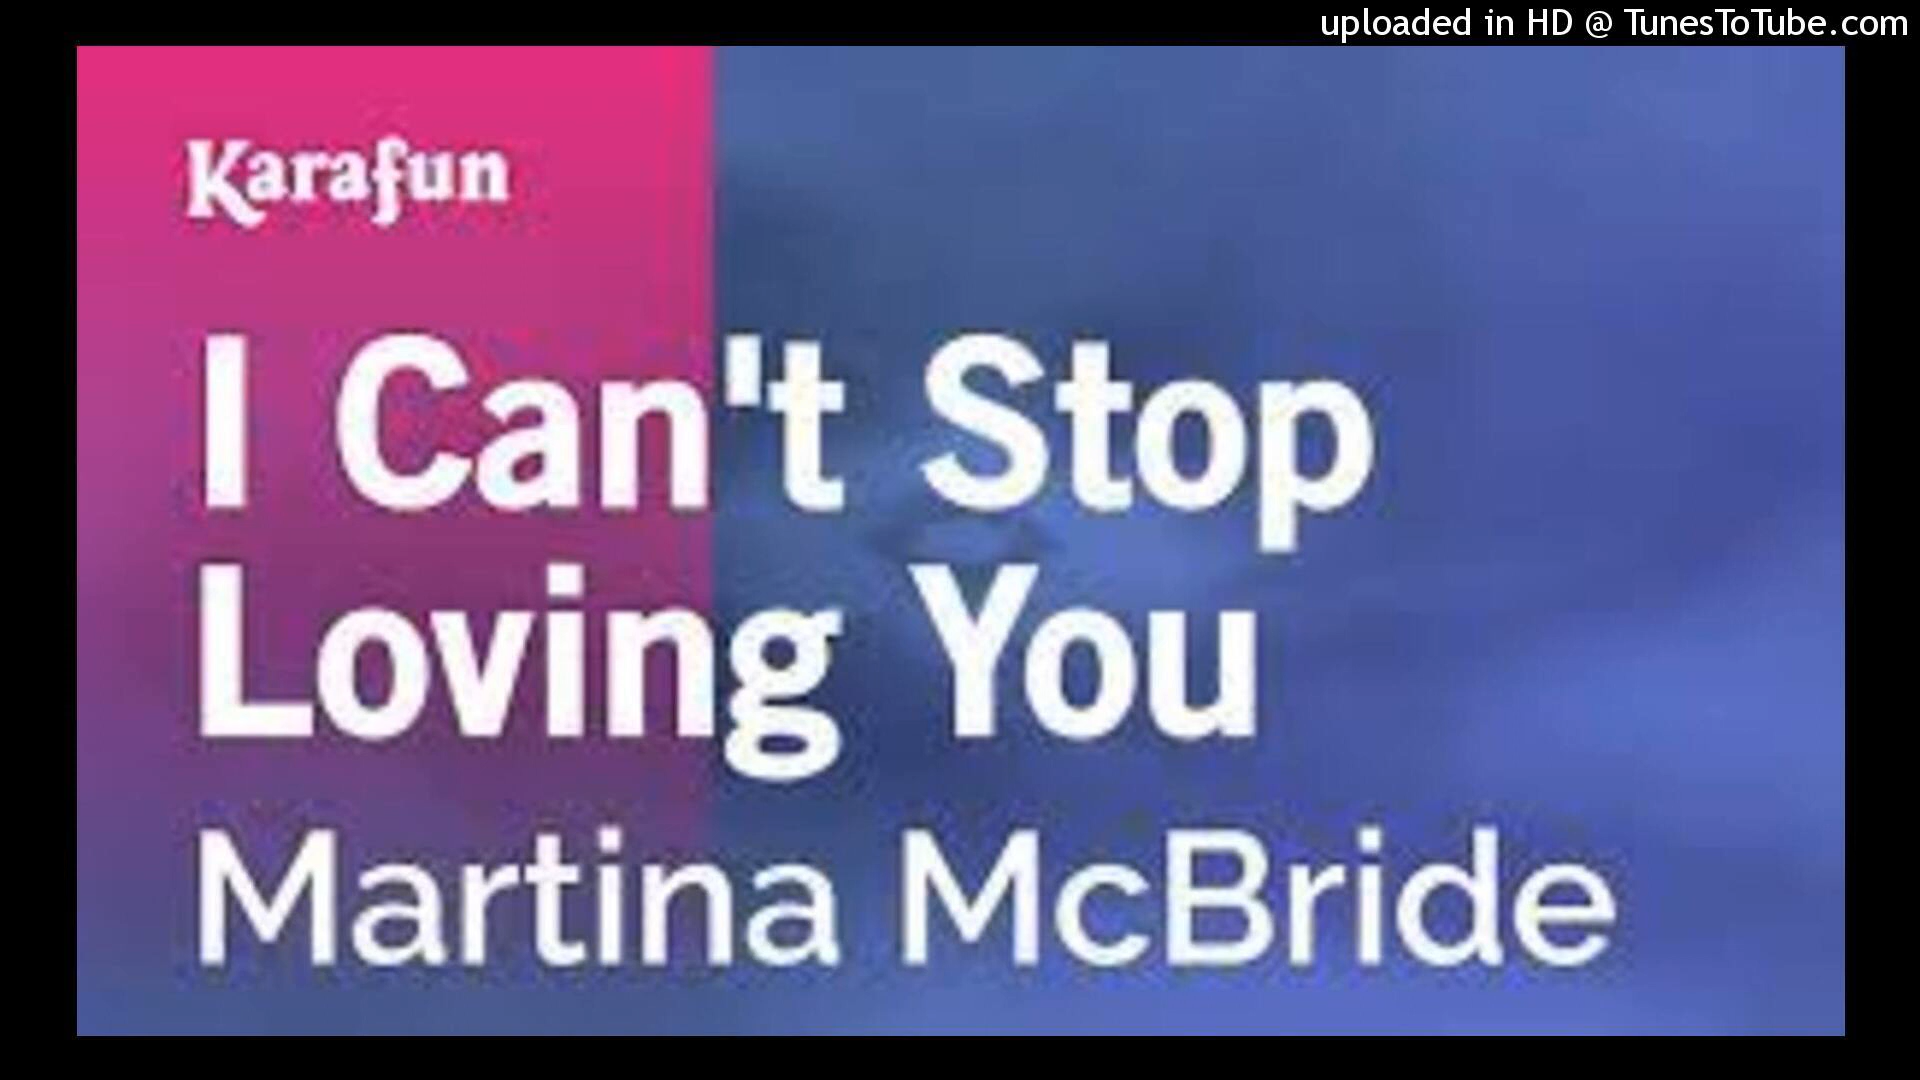 uploaded in HD @ TunesToTube.com
Karafun
I Can't Stop
Loving You
Martina McBride